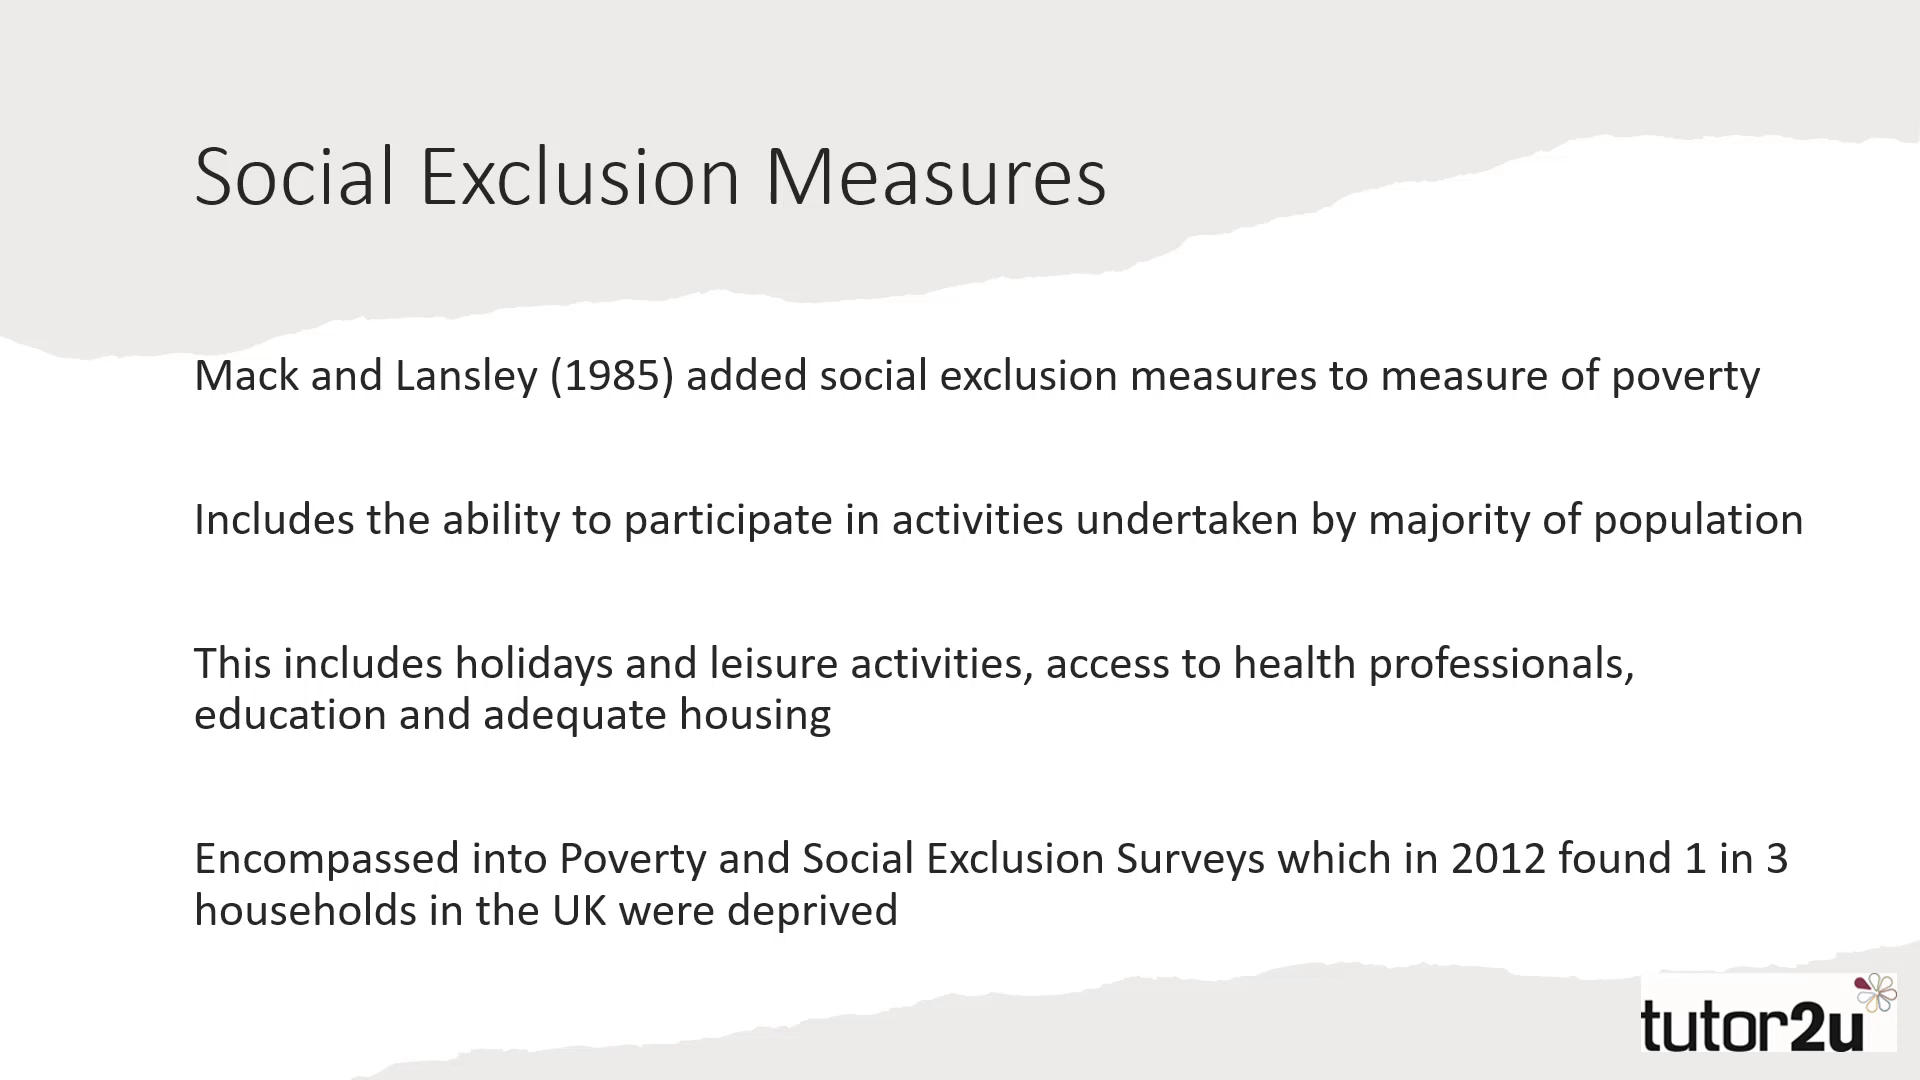 Social Exclusion Measures
Mack and Lansley (1985) added social exclusion measures to measure of poverty
Includes the ability to participate in activities undertaken by majority of population
This includes holidays and leisure activities, access to health professionals,
education and adequate housing
Encompassed into Poverty and Social Exclusion Surveys which in 2012 found 1 in 3
households in the UK were deprived
tutor2u